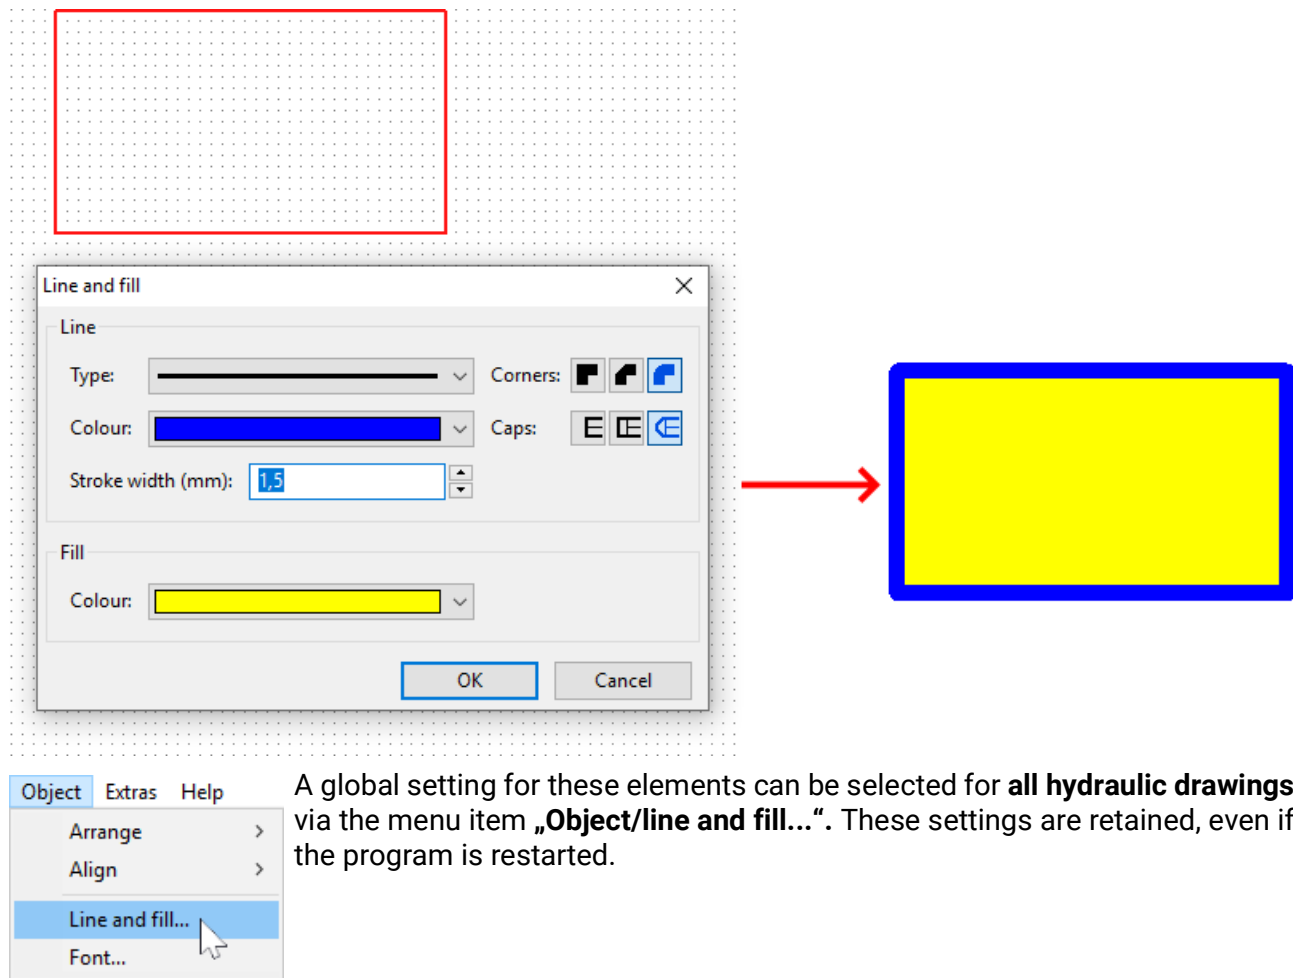 Line and fill
Line
Type:
Corners:
Colour:
Caps:
Stroke width (mm):
1,5
Fill
Colour:
OK
Cancel
Object Extras Help
Arrange
Align
Line and fill...
Font...
A global setting for these elements can be selected for all hydraulic drawings
via the menu item „Object/line and fill...“. These settings are retained, even if
the program is restarted.